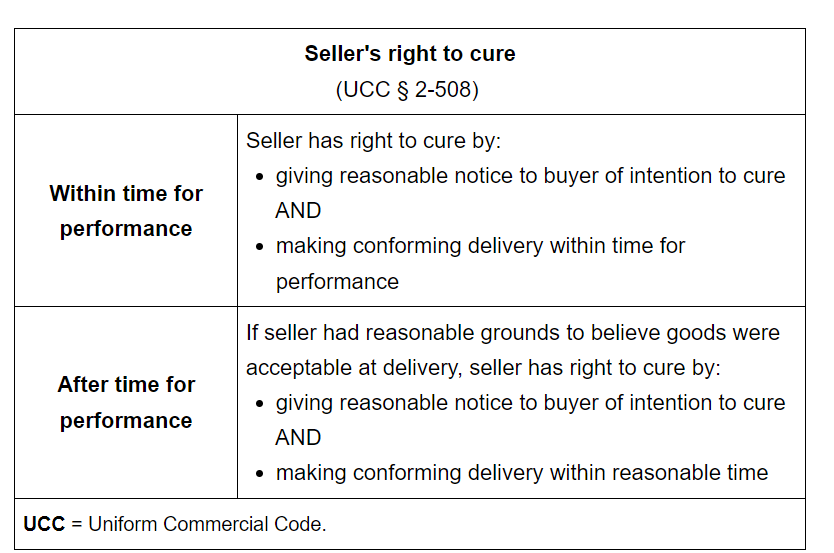 Seller's right to cure
(UCC § 2-508)
Within time for
performance
Seller has right to cure by:
• giving reasonable notice to buyer of intention to cure
AND
• making conforming delivery within time for
performance
After time for
performance
If seller had reasonable grounds to believe goods were
acceptable at delivery, seller has right to cure by:
• giving reasonable notice to buyer of intention to cure
AND
• making conforming delivery within reasonable time
UCC = Uniform Commercial Code.